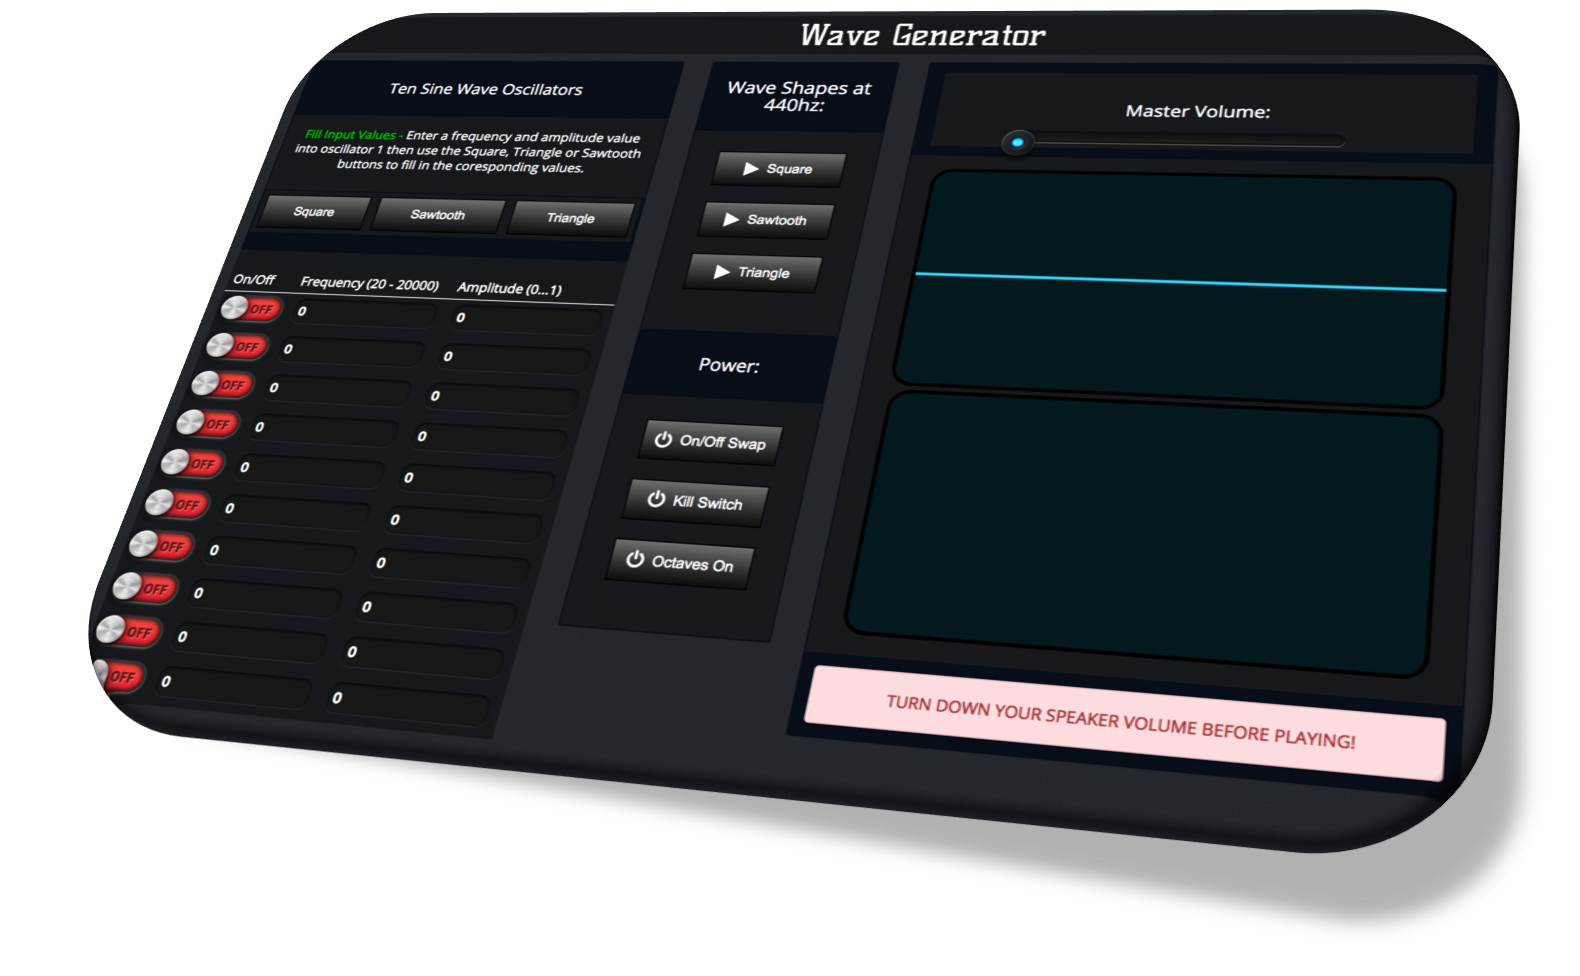 Wave Generator
Ten Sine Wave Oscillators
Fill Input Values - Enter a frequency and amplitude value
into oscillator 1 then use the Square, Triangle or Sawtooth
buttons to fill in the coresponding values.
Square Sawtooth Triangle
On/Off Frequency (20 - 20000) Amplitude (0...1)
OFF 0 0
OFF 0 0
OFF 0 0
OFF 0 0
OFF 0 0
OFF 0 0
OFF 0 0
OFF 0 0
OFF 0 0
OFF 0 0
Wave Shapes at
440hz:
Square
Sawtooth
Triangle
Power:
On/Off Swap
Kill Switch
Octaves On
Master Volume:
TURN DOWN YOUR SPEAKER VOLUME BEFORE PLAYING!